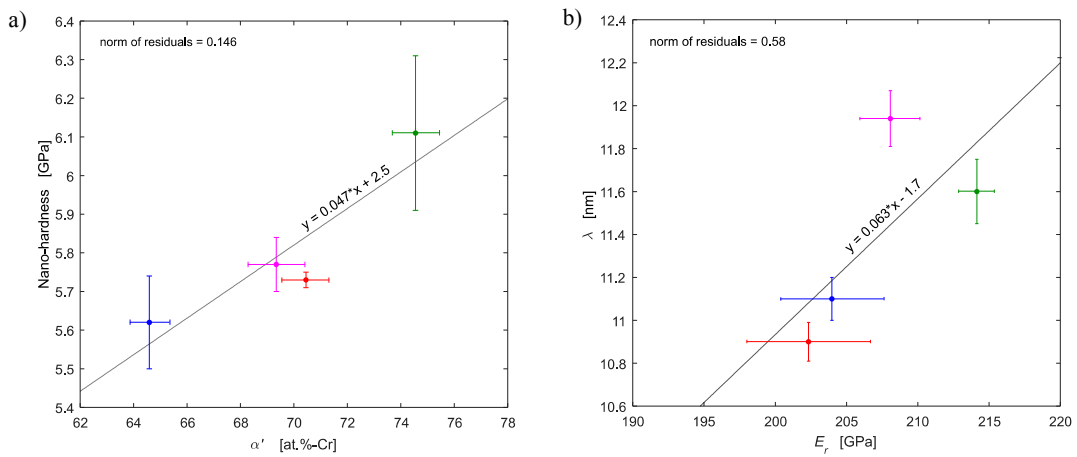 a)
norm of residuals = 0.146
Nano-hardness [GPa]
6.4
6.3
6.2
6.1
6
5.9
5.8
5.7
5.6
5.5
5.4
y = 0.047*x + 2.5
62 64 66 68 70 72 74 76 78
α' [at.%-Cr]
b)
norm of residuals = 0.58
λ [nm]
12.4
12.2
12
11.8
11.6
11.4
11.2
11
10.8
10.6
y = 0.063*x - 1.7
190 195 200 205 210 215 220
E_r [GPa]